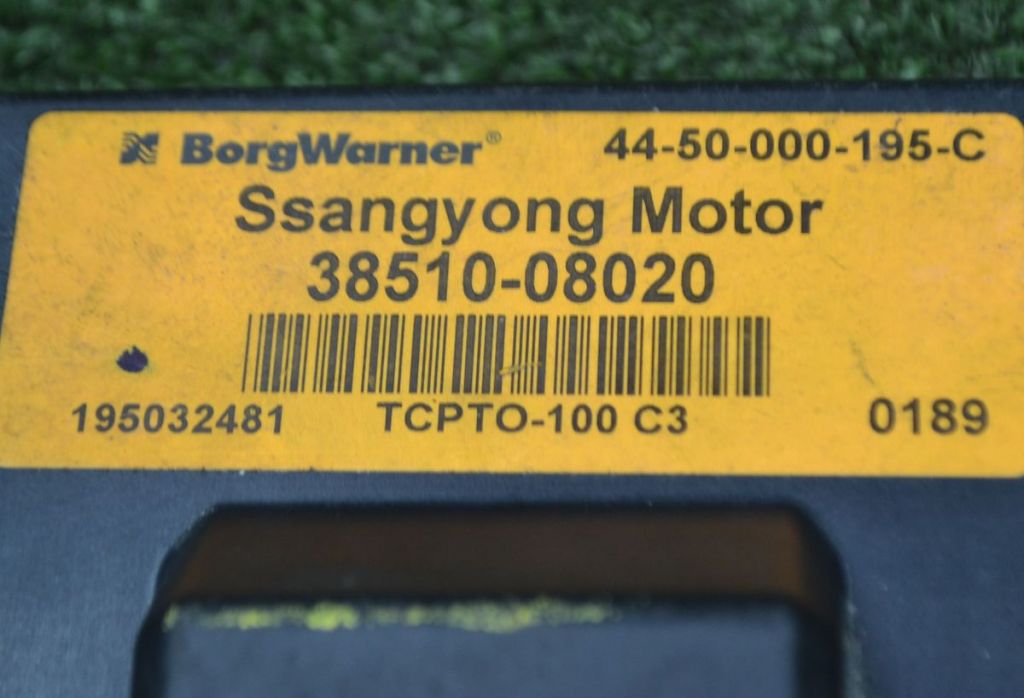 BorgWarner® 44-50-000-195-C
Ssangyong Motor
38510-08020
195032481 TCPTO-100 C3 0189